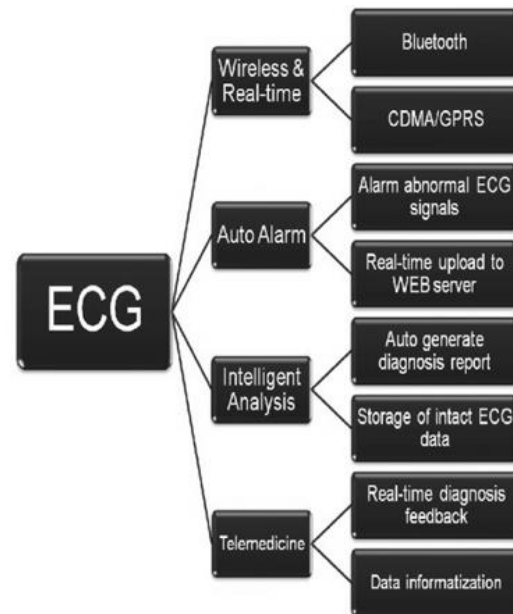 ECG
Wireless &
Real-time
Bluetooth
CDMA/GPRS
Auto Alarm
Alarm abnormal ECG
signals
Real-time upload to
WEB server
Intelligent
Analysis
Auto generate
diagnosis report
Storage of intact ECG
data
Telemedicine
Real-time diagnosis
feedback
Data informatization